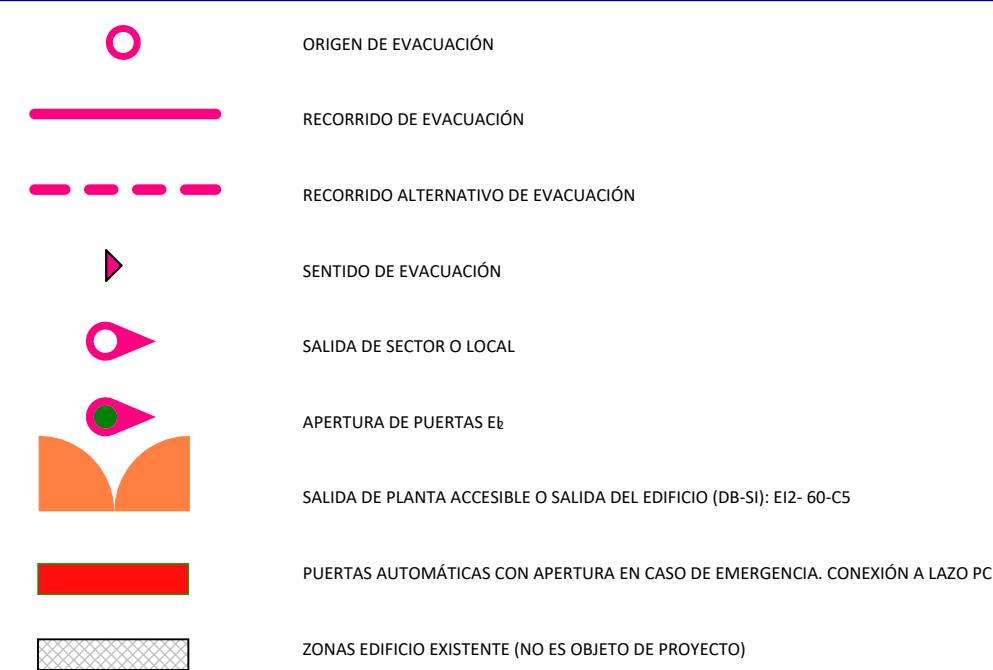 ORIGEN DE EVACUACIÓN
RECORRIDO DE EVACUACIÓN
RECORRIDO ALTERNATIVO DE EVACUACIÓN
SENTIDO DE EVACUACIÓN
SALIDA DE SECTOR O LOCAL
APERTURA DE PUERTAS EI2
SALIDA DE PLANTA ACCESIBLE O SALIDA DEL EDIFICIO (DB-SI): EI2- 60-C5
PUERTAS AUTOMÁTICAS CON APERTURA EN CASO DE EMERGENCIA. CONEXIÓN A LAZO PC
ZONAS EDIFICIO EXISTENTE (NO ES OBJETO DE PROYECTO)